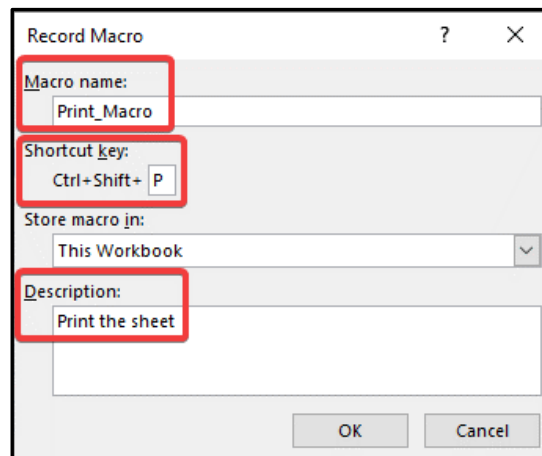 Record Macro ?
Macro name:
Print_Macro
Shortcut key:
Ctrl+Shift+ P
Store macro in:
This Workbook
Description:
Print the sheet
OK Cancel